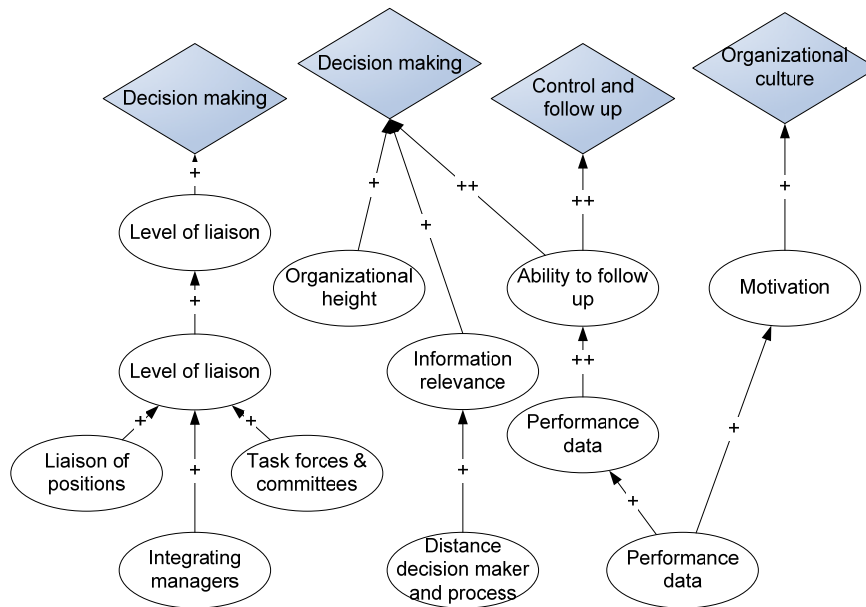 Decision making
Decision making
Control and
follow up
Organizational
culture
+
+
++
++
+
+
Level of liaison
Organizational
height
Ability to follow
up
Motivation
+
++
Level of liaison
Information
relevance
Performance
data
+
+
+
Liaison of
positions
Task forces &
committees
+
+
+
Integrating
managers
Distance
decision maker
and process
Performance
data